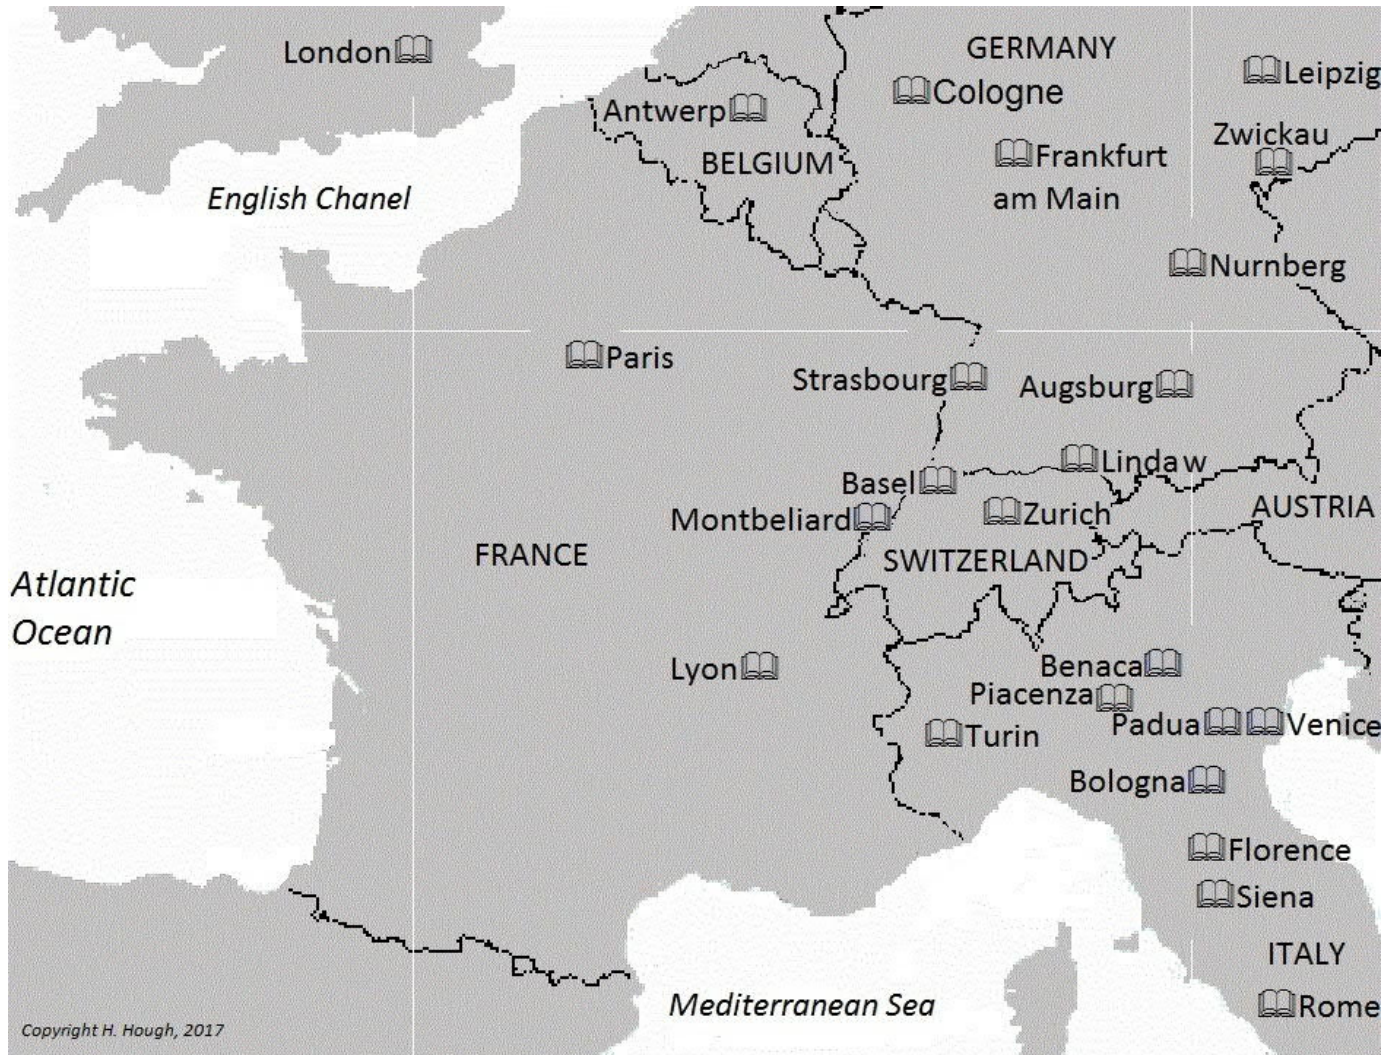 London
GERMANY
Leipzig
Cologne
Antwerp
Zwickau
BELGIUM
Frankfurt
am Main
English Chanel
Nurnberg
Paris
Strasbourg
Augsburg
Lindaw
Basel
Montbeliard
Zurich
AUSTRIA
FRANCE
SWITZERLAND
Atlantic
Ocean
Lyon
Benaca
Piacenza
Padua
Venice
Turin
Bologna
Florence
Siena
ITALY
Rome
Mediterranean Sea
Copyright H. Hough, 2017